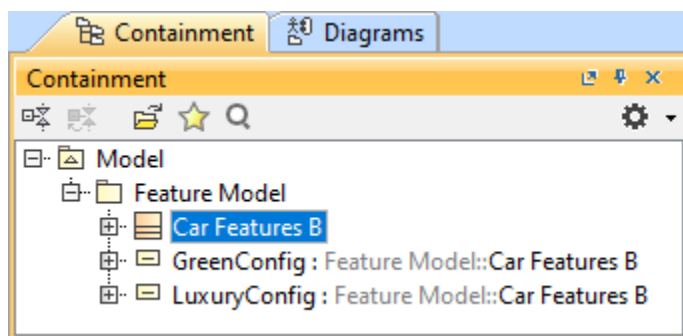 Containment Diagrams
Containment
Model
Feature Model
Car Features B
GreenConfig : Feature Model::Car Features B
LuxuryConfig : Feature Model::Car Features B